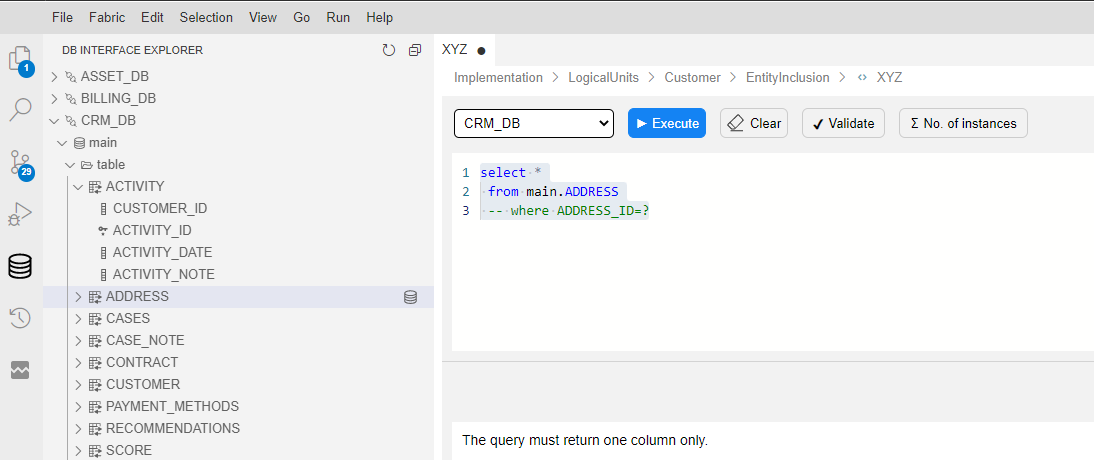 File Fabric Edit Selection View Go Run Help
DB INTERFACE EXPLORER
1
29
ASSET_DB
BILLING_DB
CRM_DB
main
table
ACTIVITY
CUSTOMER_ID
ACTIVITY_ID
ACTIVITY_DATE
ACTIVITY_NOTE
ADDRESS
CASES
CASE_NOTE
CONTRACT
CUSTOMER
PAYMENT_METHODS
RECOMMENDATIONS
SCORE
XYZ ●
Implementation > LogicalUnits > Customer > EntityInclusion > <> XYZ
CRM_DB Execute Clear ✓ Validate Σ No. of instances
1 select *
2 from main.ADDRESS
3 -- where ADDRESS_ID=?
The query must return one column only.